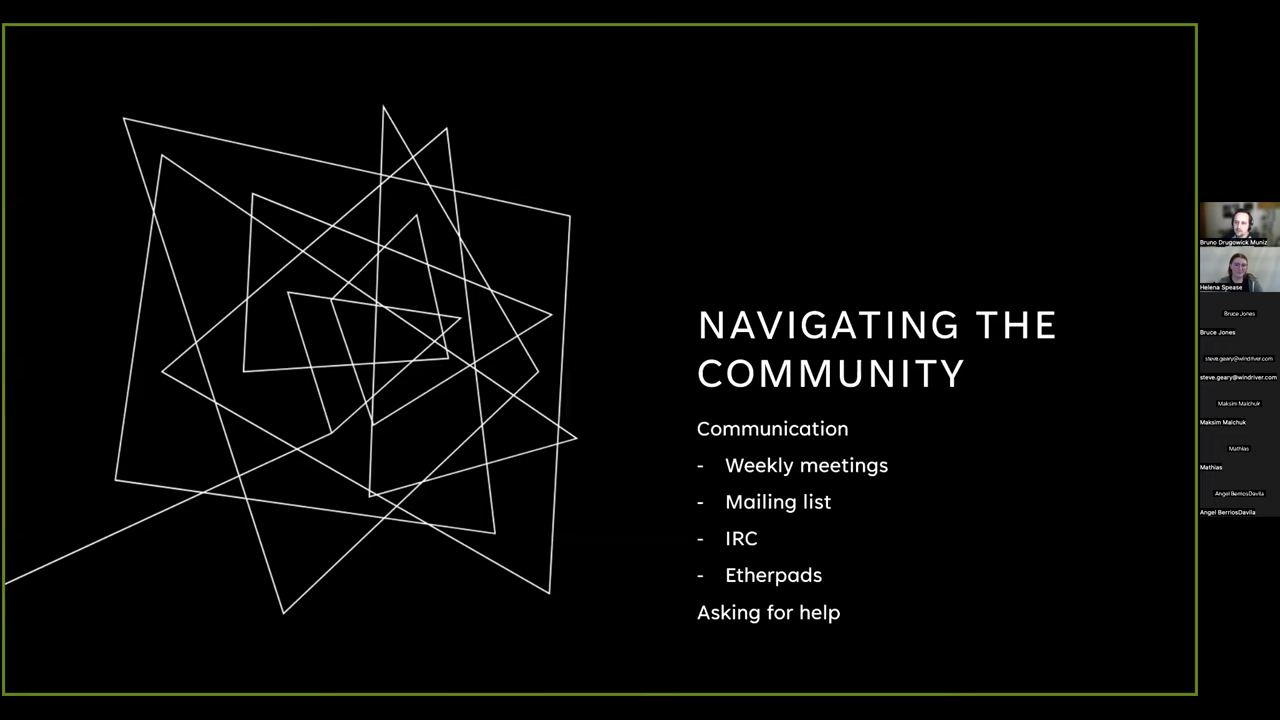 NAVIGATING THE
COMMUNITY
Communication
- Weekly meetings
- Mailing list
- IRC
- Etherpads
Asking for help
Bruno Drugowick Muniz
Helena Spease
Bruce Jones
Bruce Jones
steve.geary@windriver.com
steve.geary@windriver.com
Maksim Malchuk
Maksim Malchuk
Mathias
Mathias
Angel BerriosDavila
Angel BerriosDavila